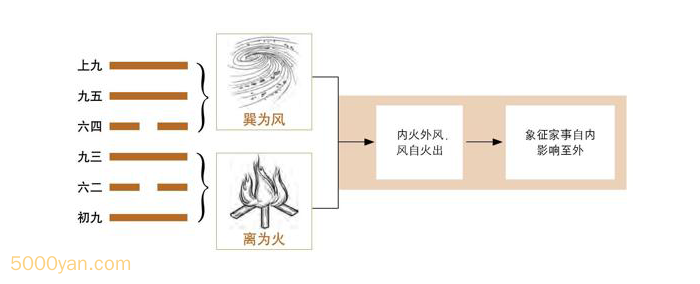 上九
九五
六四
九三
六二
初九
巽为风
离为火
内火外风,
风自火出
象征家事自内
影响至外
5000yan.com